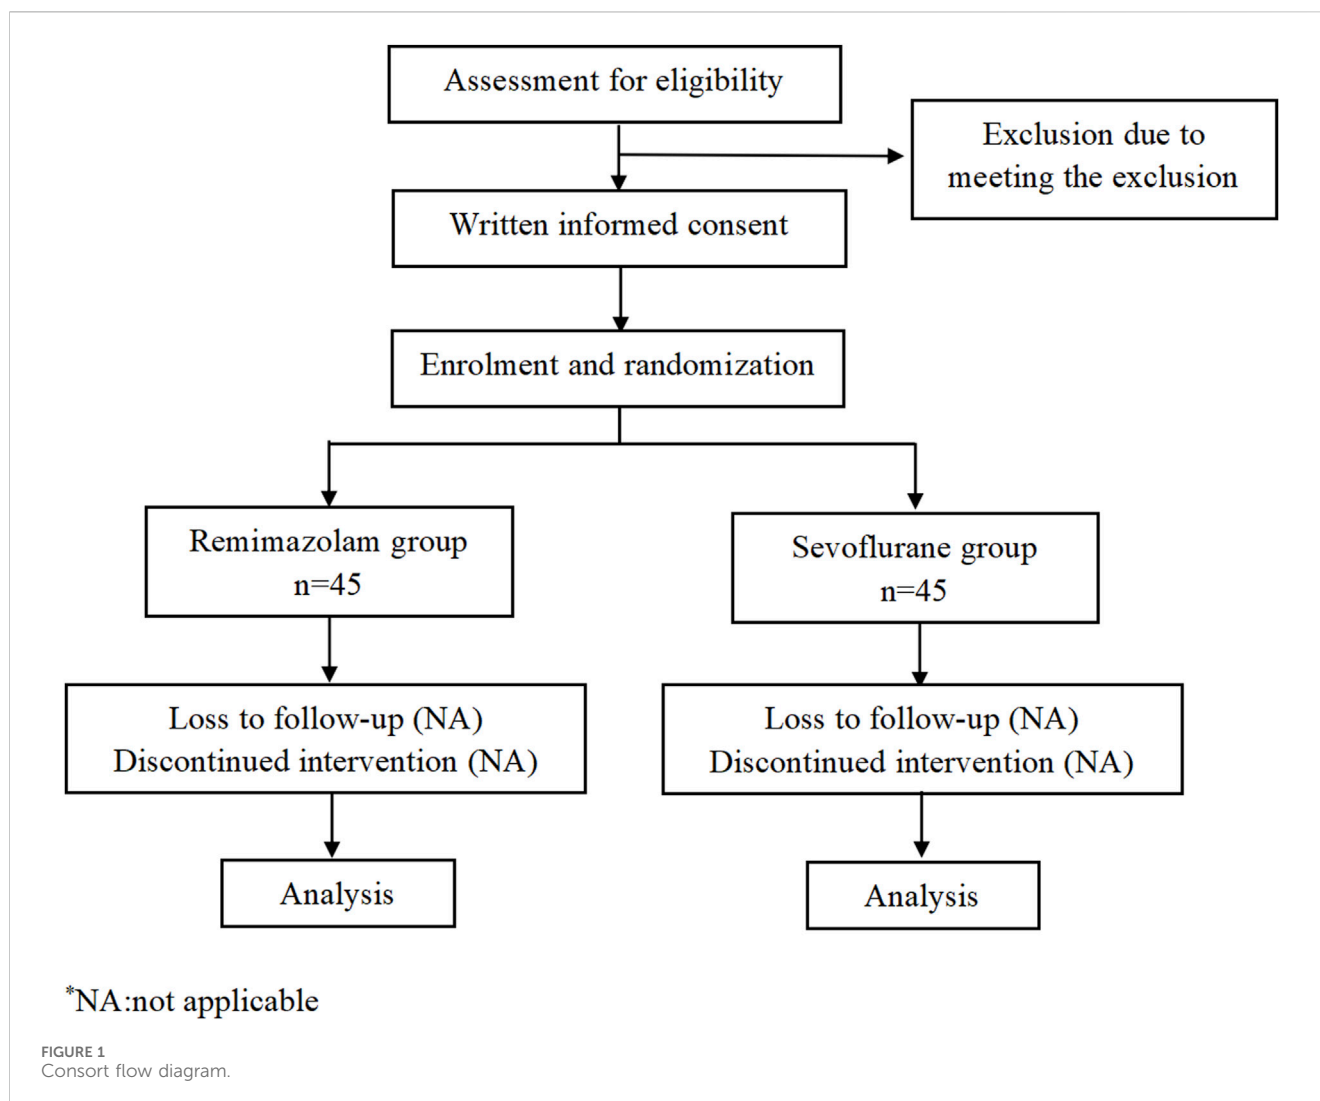 Assessment for eligibility
Exclusion due to
meeting the exclusion
Written informed consent
Enrolment and randomization
Remimazolam group
n=45
Sevoflurane group
n=45
Loss to follow-up (NA)
Discontinued intervention (NA)
Loss to follow-up (NA)
Discontinued intervention (NA)
Analysis
Analysis
*NA:not applicable
FIGURE 1
Consort flow diagram.